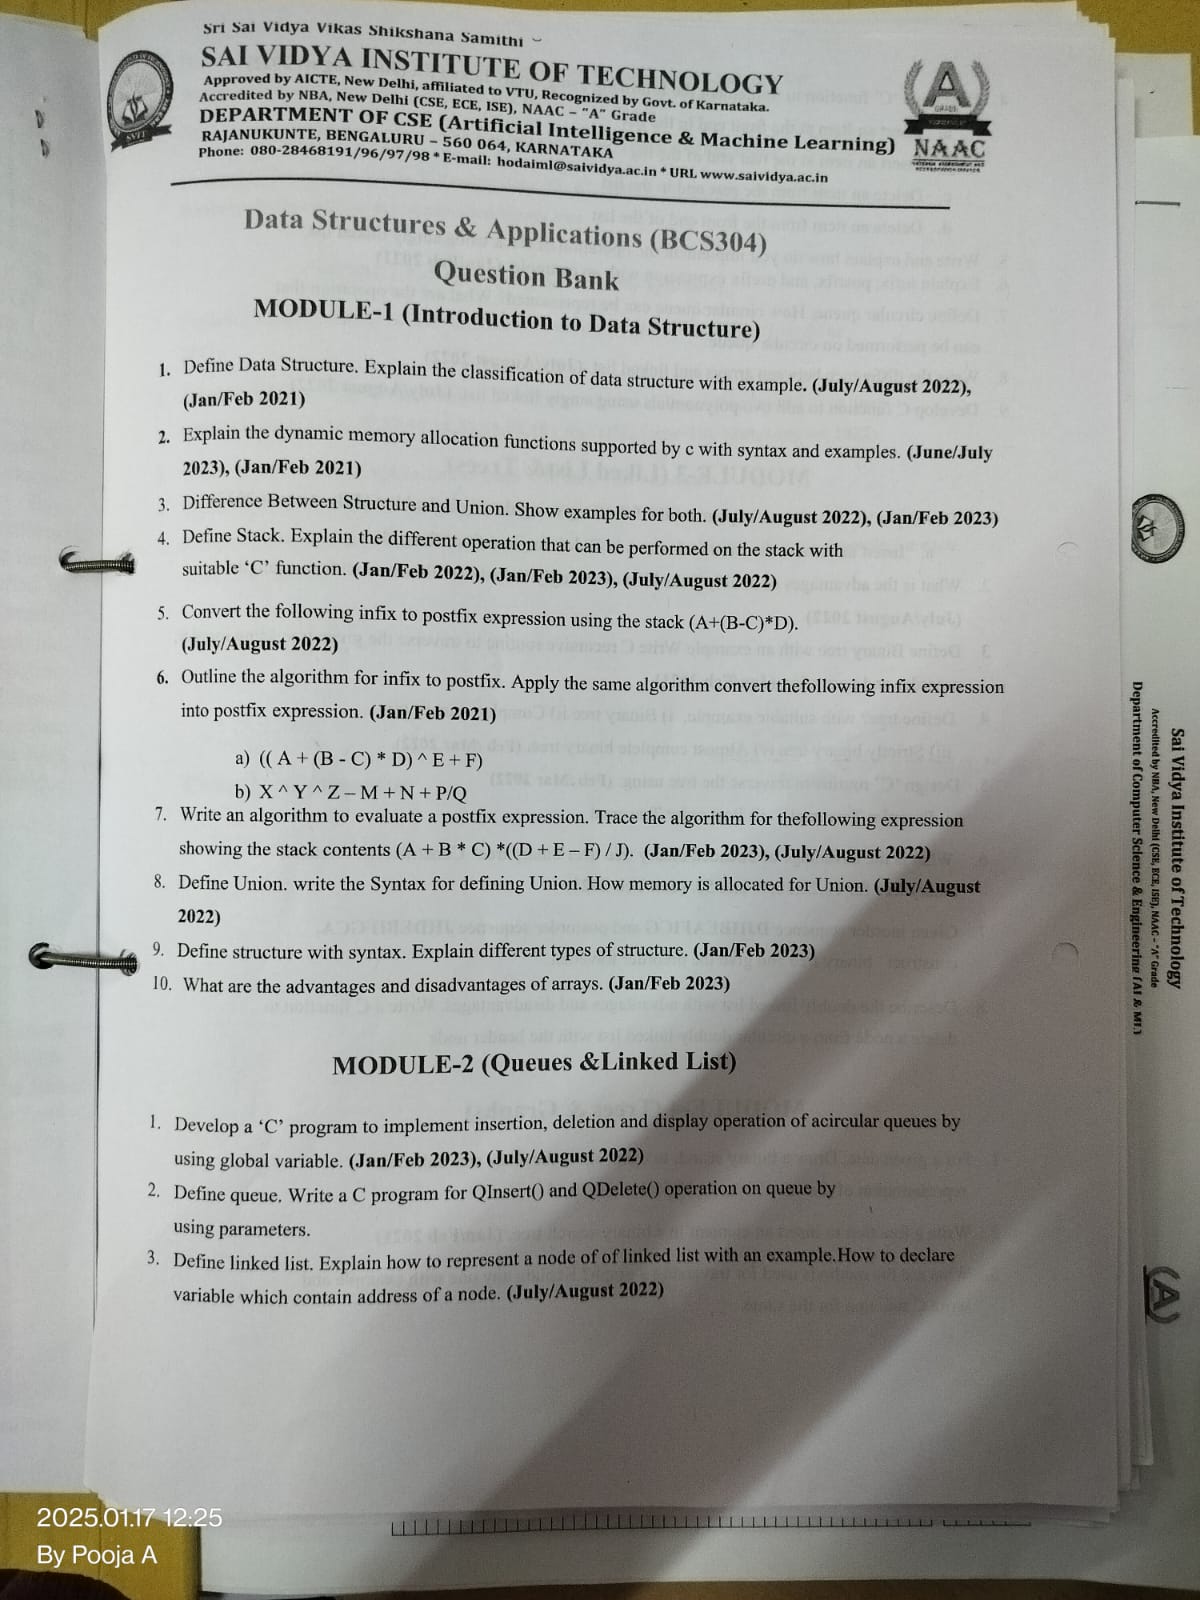 Sri Sai Vidya Vikas Shikshana Samithi
SAI VIDYA INSTITUTE OF TECHNOLOGY
Approved by AICTE, New Delhi, affiliated to VTU, Recognized by Govt. of Karnataka.
Accredited by NBA, New Delhi (CSE, ECE, ISE), NAAC – "A" Grade
DEPARTMENT OF CSE (Artificial Intelligence & Machine Learning)
RAJANUKUNTE, BENGALURU – 560 064, KARNATAKA
Phone: 080-28468191/96/97/98 * E-mail: hodaiml@saividya.ac.in * URL www.saividya.ac.in
SVIT
A
GRADE
NAAC
Data Structures & Applications (BCS304)
Question Bank
MODULE-1 (Introduction to Data Structure)
1. Define Data Structure. Explain the classification of data structure with example. (July/August 2022),
(Jan/Feb 2021)
2. Explain the dynamic memory allocation functions supported by c with syntax and examples. (June/July
2023), (Jan/Feb 2021)
3. Difference Between Structure and Union. Show examples for both. (July/August 2022), (Jan/Feb 2023)
4. Define Stack. Explain the different operation that can be performed on the stack with
suitable ‘C’ function. (Jan/Feb 2022), (Jan/Feb 2023), (July/August 2022)
5. Convert the following infix to postfix expression using the stack (A+(B-C)*D).
(July/August 2022)
6. Outline the algorithm for infix to postfix. Apply the same algorithm convert thefollowing infix expression
into postfix expression. (Jan/Feb 2021)
a) (( A + (B - C) * D) ^ E + F)
b) X ^ Y ^ Z – M + N + P/Q
7. Write an algorithm to evaluate a postfix expression. Trace the algorithm for thefollowing expression
showing the stack contents (A + B * C) *((D + E – F) / J). (Jan/Feb 2023), (July/August 2022)
8. Define Union. write the Syntax for defining Union. How memory is allocated for Union. (July/August
2022)
9. Define structure with syntax. Explain different types of structure. (Jan/Feb 2023)
10. What are the advantages and disadvantages of arrays. (Jan/Feb 2023)
MODULE-2 (Queues &Linked List)
1. Develop a ‘C’ program to implement insertion, deletion and display operation of acircular queues by
using global variable. (Jan/Feb 2023), (July/August 2022)
2. Define queue. Write a C program for QInsert() and QDelete() operation on queue by
using parameters.
3. Define linked list. Explain how to represent a node of of linked list with an example.How to declare
variable which contain address of a node. (July/August 2022)
Sai Vidya Institute of Technology
Accredited by NBA, New Delhi (CSE, ECE, ISE), NAAC – "A" Grade
Department of Computer Science & Engineering (AI & ML)
A
2025.01.17 12:25
By Pooja A